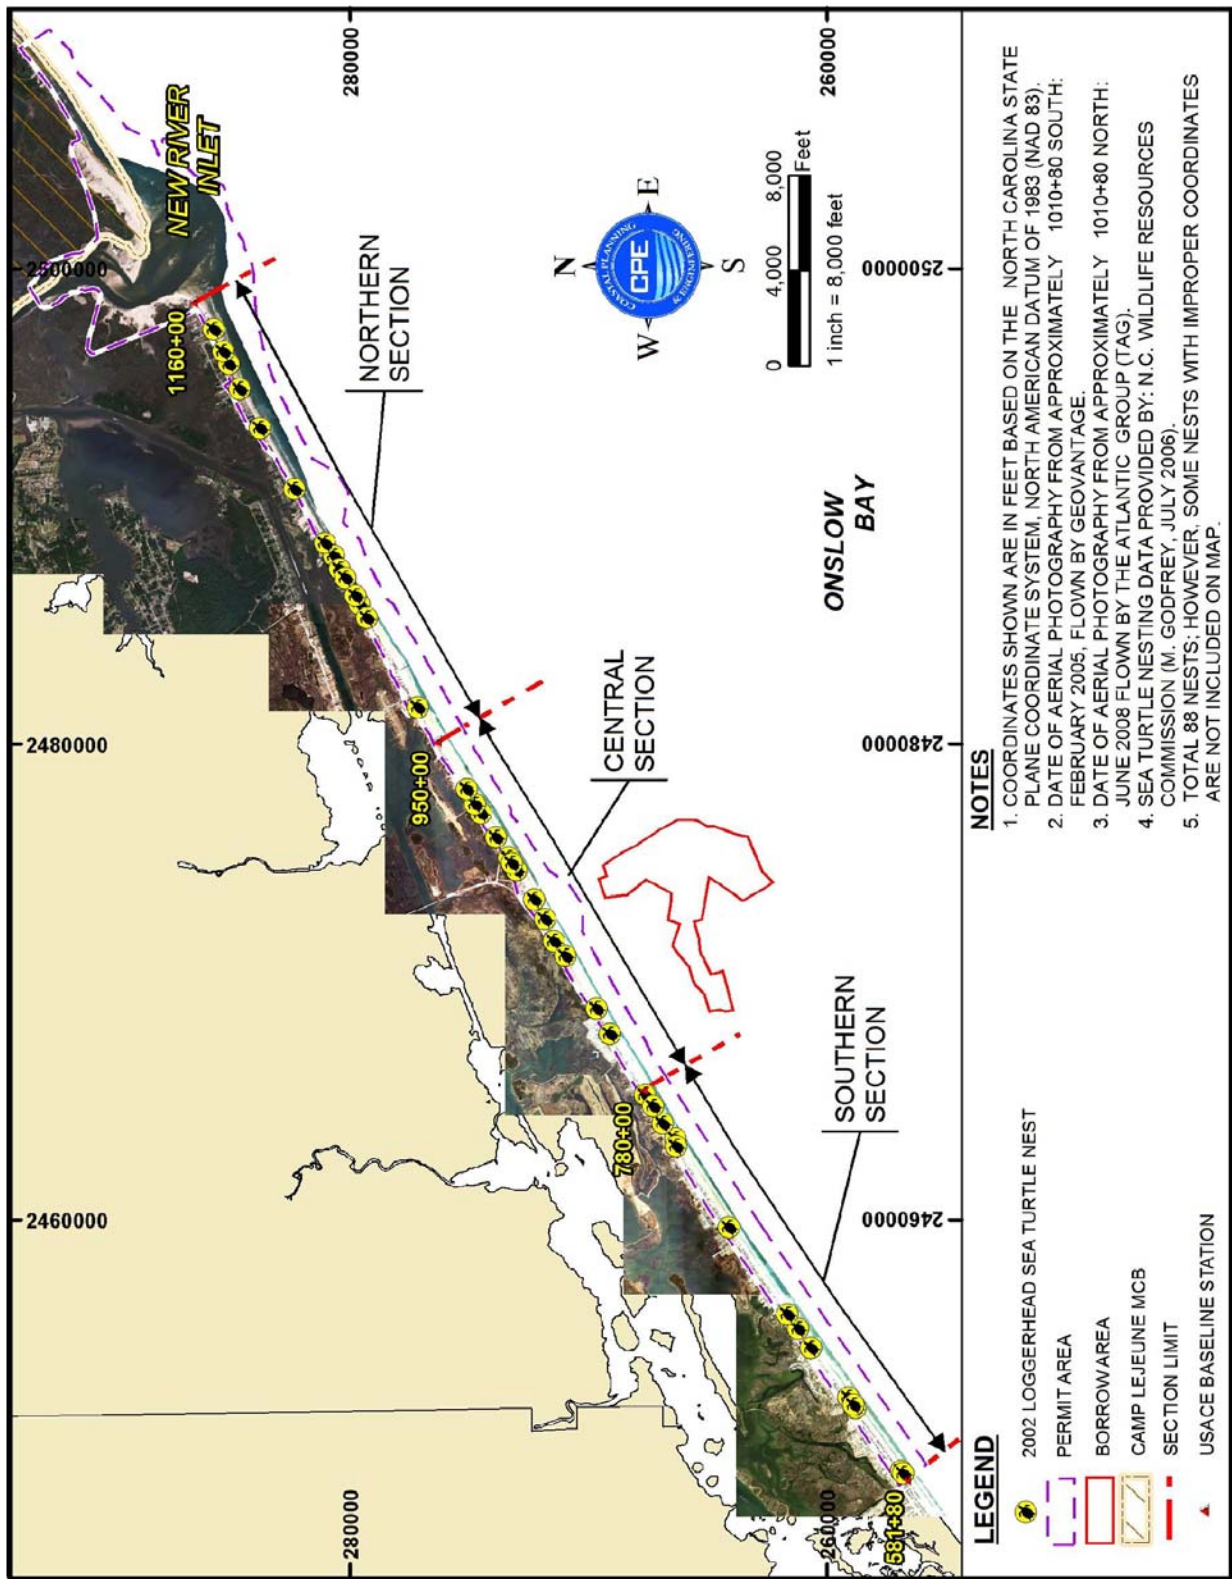 NEW RIVER
INLET
1160+00
NORTHERN
SECTION
950+00
CENTRAL
SECTION
780+00
SOUTHERN
SECTION
581+80
ONSLOW
BAY
2460000
2480000
2500000
280000
260000
280000
260000
2460000
2480000
2500000
N
W
E
S
COASTAL PLANNING
CPE
& ENGINEERING
0
4,000
8,000
Feet
1 inch = 8,000 feet
LEGEND
2002 LOGGERHEAD SEA TURTLE NEST
PERMIT AREA
BORROW AREA
CAMP LEJEUNE MCB
SECTION LIMIT
USACE BASELINE STATION
NOTES
1. COORDINATES SHOWN ARE IN FEET BASED ON THE NORTH CAROLINA STATE
PLANE COORDINATE SYSTEM, NORTH AMERICAN DATUM OF 1983 (NAD 83).
2. DATE OF AERIAL PHOTOGRAPHY FROM APPROXIMATELY 1010+80 SOUTH:
FEBRUARY 2005, FLOWN BY GEOVANTAGE.
3. DATE OF AERIAL PHOTOGRAPHY FROM APPROXIMATELY 1010+80 NORTH:
JUNE 2008 FLOWN BY THE ATLANTIC GROUP (TAG).
4. SEA TURTLE NESTING DATA PROVIDED BY: N.C. WILDLIFE RESOURCES
COMMISSION (M. GODFREY, JULY 2006).
5. TOTAL 88 NESTS; HOWEVER, SOME NESTS WITH IMPROPER COORDINATES
ARE NOT INCLUDED ON MAP.